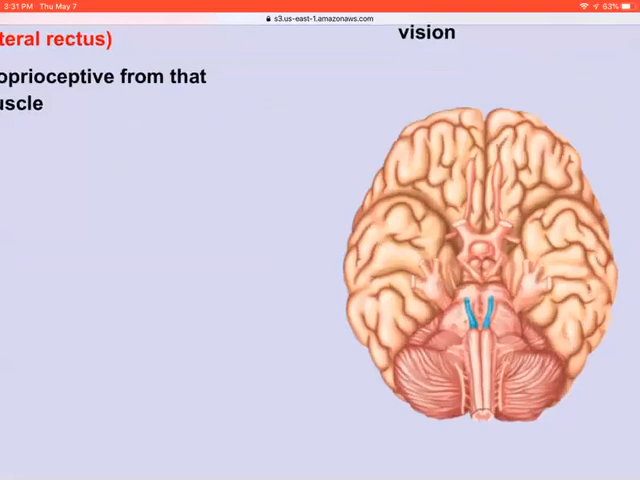 3:31 PM Thu May 7
63%
s3.us-east-1.amazonaws.com
teral rectus)
vision
oprioceptive from that
uscle